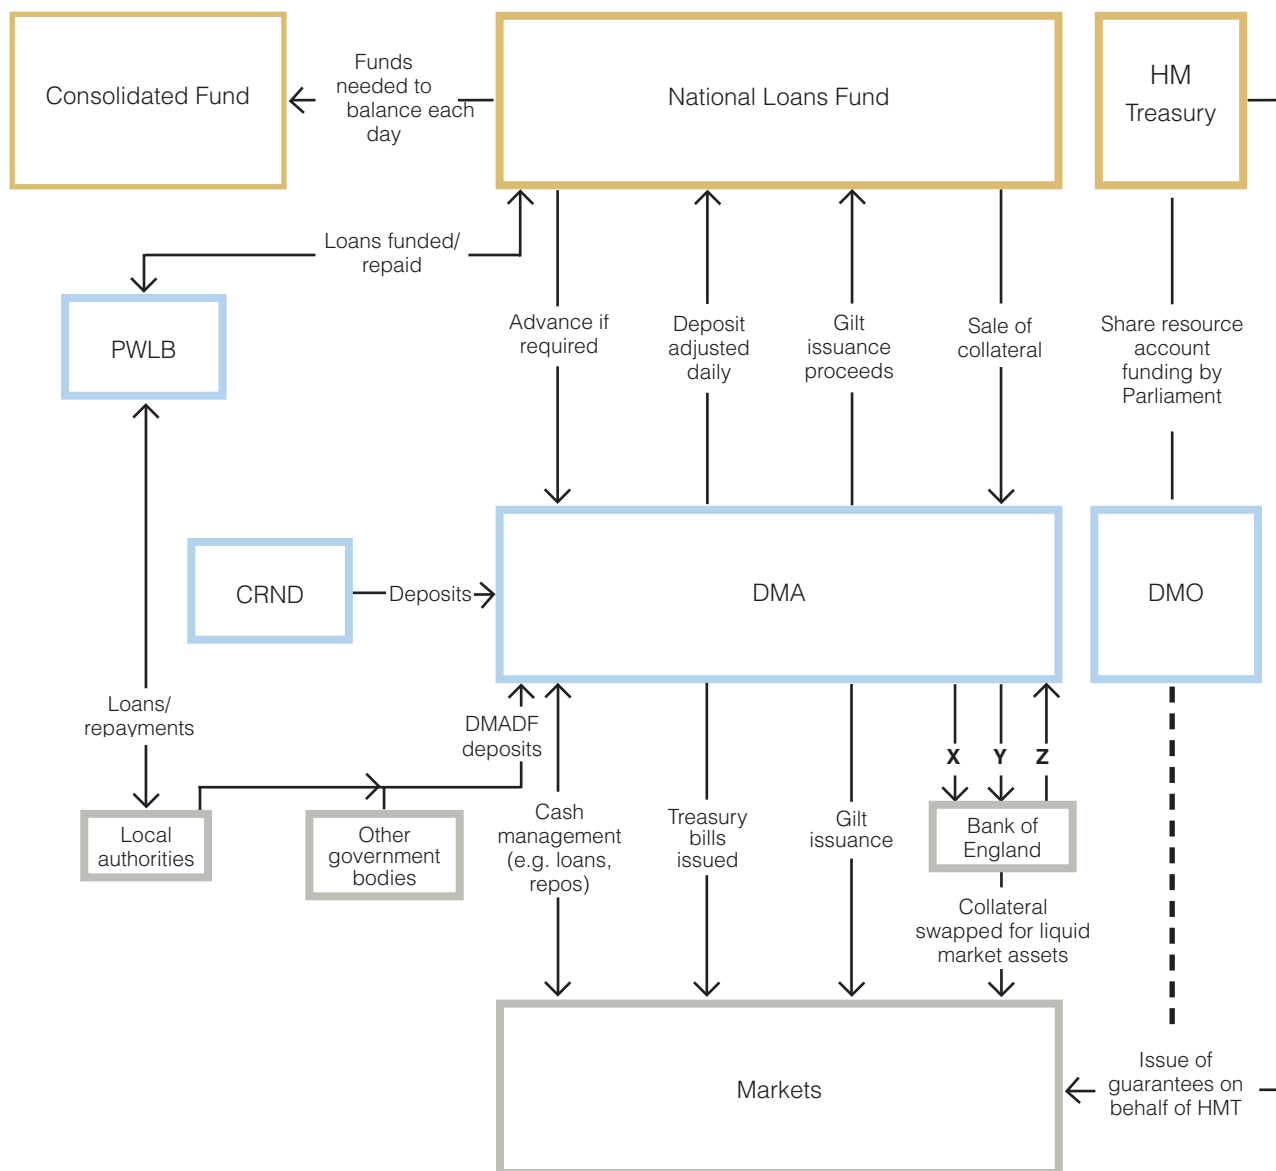 Consolidated Fund
Funds
needed to
balance each
day
National Loans Fund
HM
Treasury
Loans funded/
repaid
PWLB
Advance if
required
Deposit
adjusted
daily
Gilt
issuance
proceeds
Sale of
collateral
Share resource
account
funding by
Parliament
CRND
Deposits
DMA
DMO
Loans/
repayments
DMADF
deposits
X
Y
Z
Local
authorities
Other
government
bodies
Cash
management
(e.g. loans,
repos)
Treasury
bills
issued
Gilt
issuance
Bank of
England
Collateral
swapped for liquid
market assets
Markets
Issue of
guarantees on
behalf of HMT